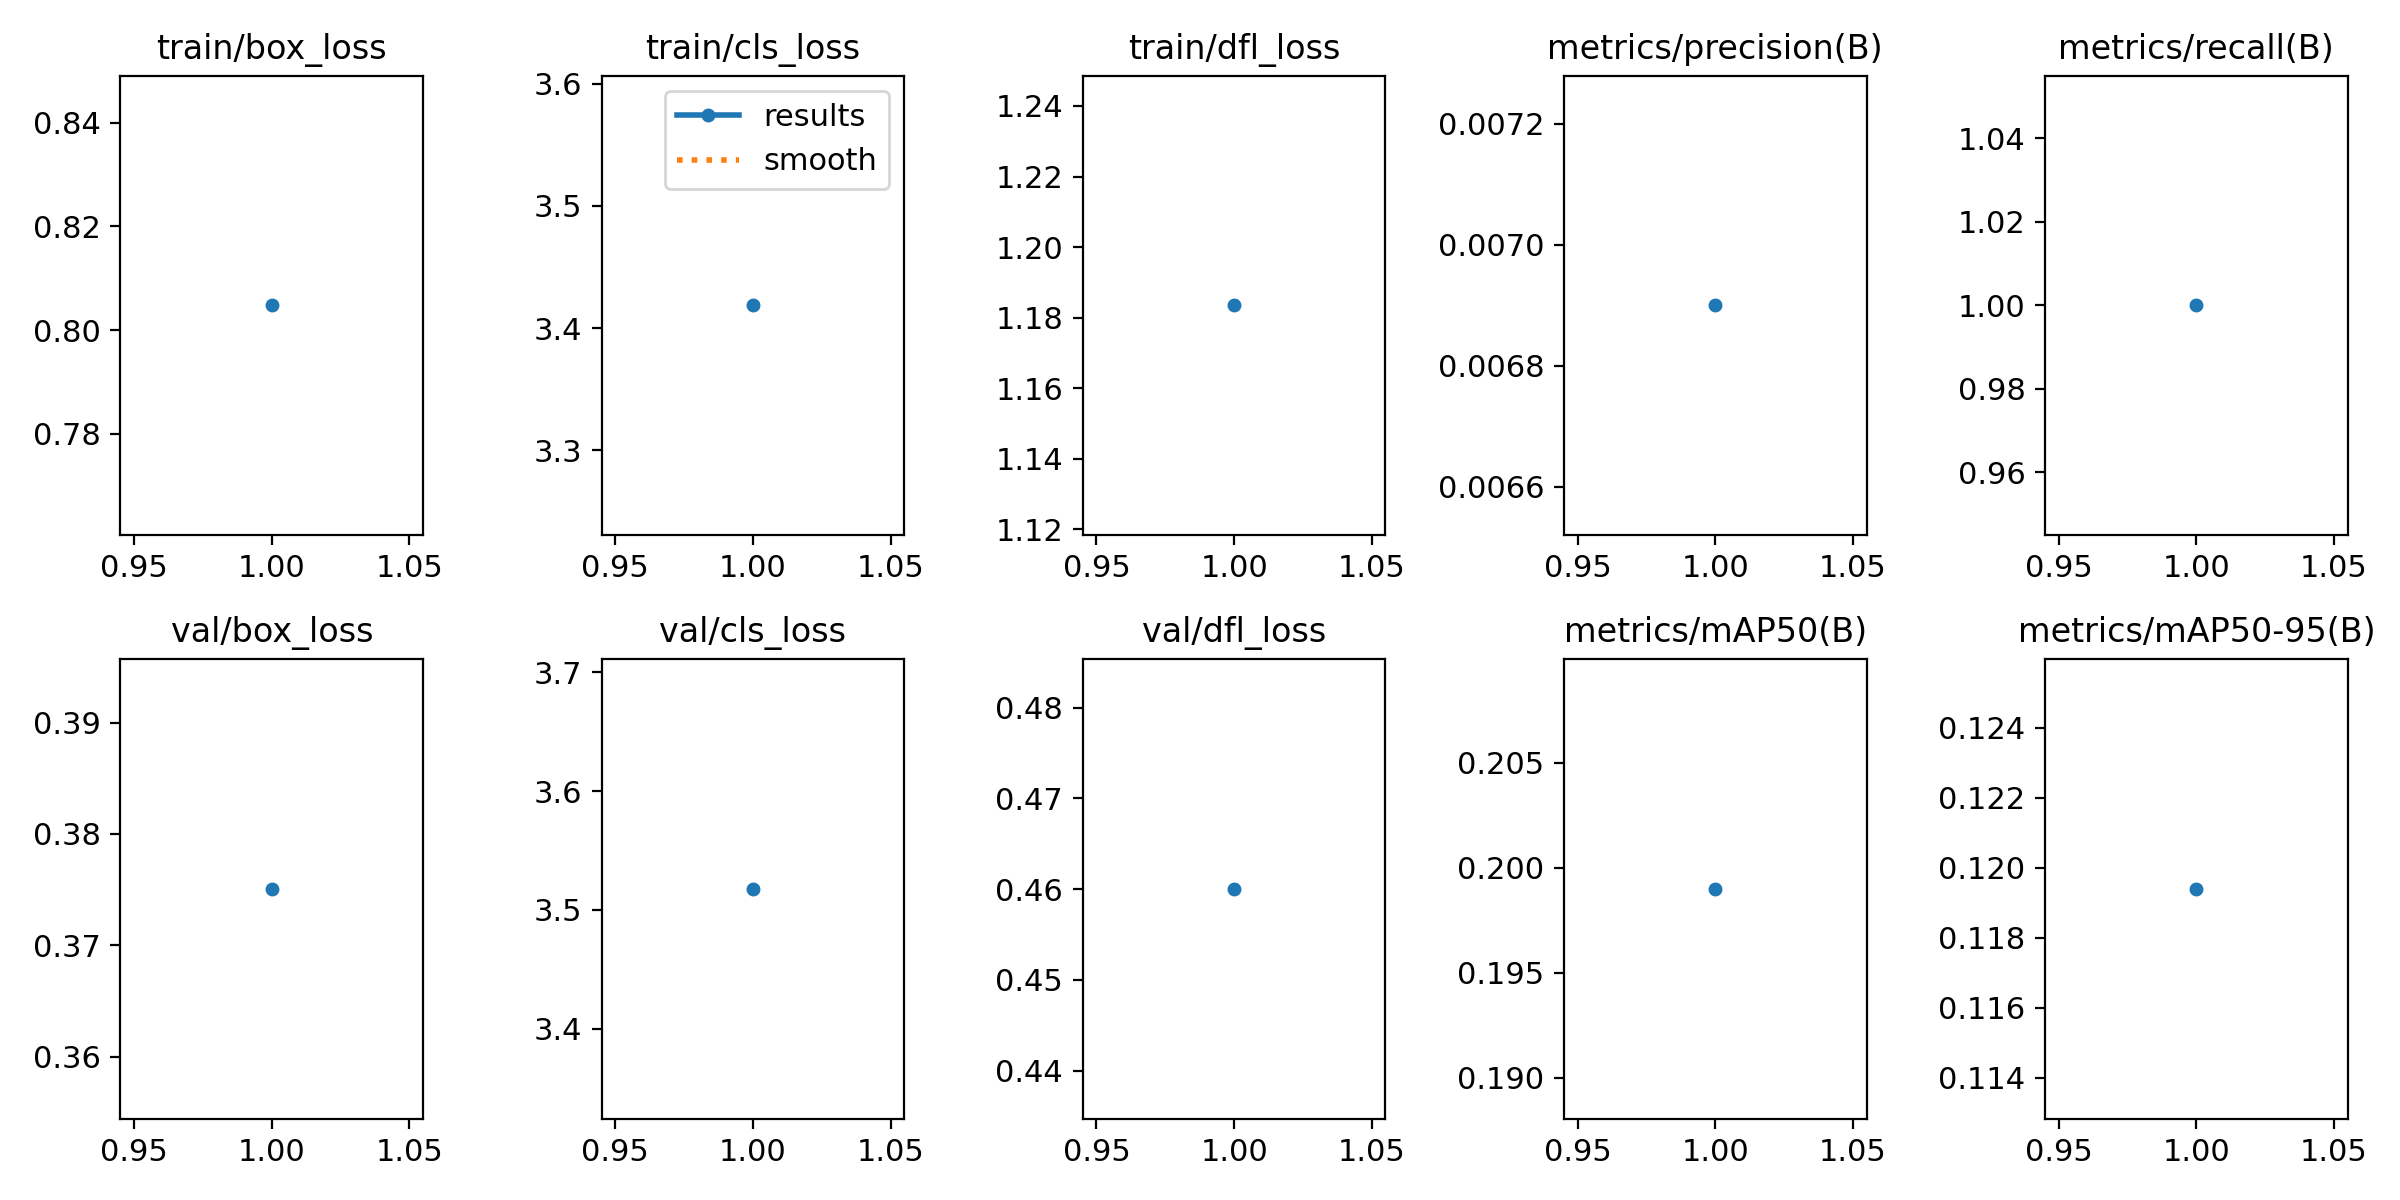 train/box_loss
0.84
0.82
0.80
0.78
0.95 1.00 1.05
train/cls_loss
results
smooth
3.6
3.5
3.4
3.3
0.95 1.00 1.05
train/dfl_loss
1.24
1.22
1.20
1.18
1.16
1.14
1.12
0.95 1.00 1.05
metrics/precision(B)
0.0072
0.0070
0.0068
0.0066
0.95 1.00 1.05
metrics/recall(B)
1.04
1.02
1.00
0.98
0.96
0.95 1.00 1.05
val/box_loss
0.39
0.38
0.37
0.36
0.95 1.00 1.05
val/cls_loss
3.7
3.6
3.5
3.4
0.95 1.00 1.05
val/dfl_loss
0.48
0.47
0.46
0.45
0.44
0.95 1.00 1.05
metrics/mAP50(B)
0.205
0.200
0.195
0.190
0.95 1.00 1.05
metrics/mAP50-95(B)
0.124
0.122
0.120
0.118
0.116
0.114
0.95 1.00 1.05